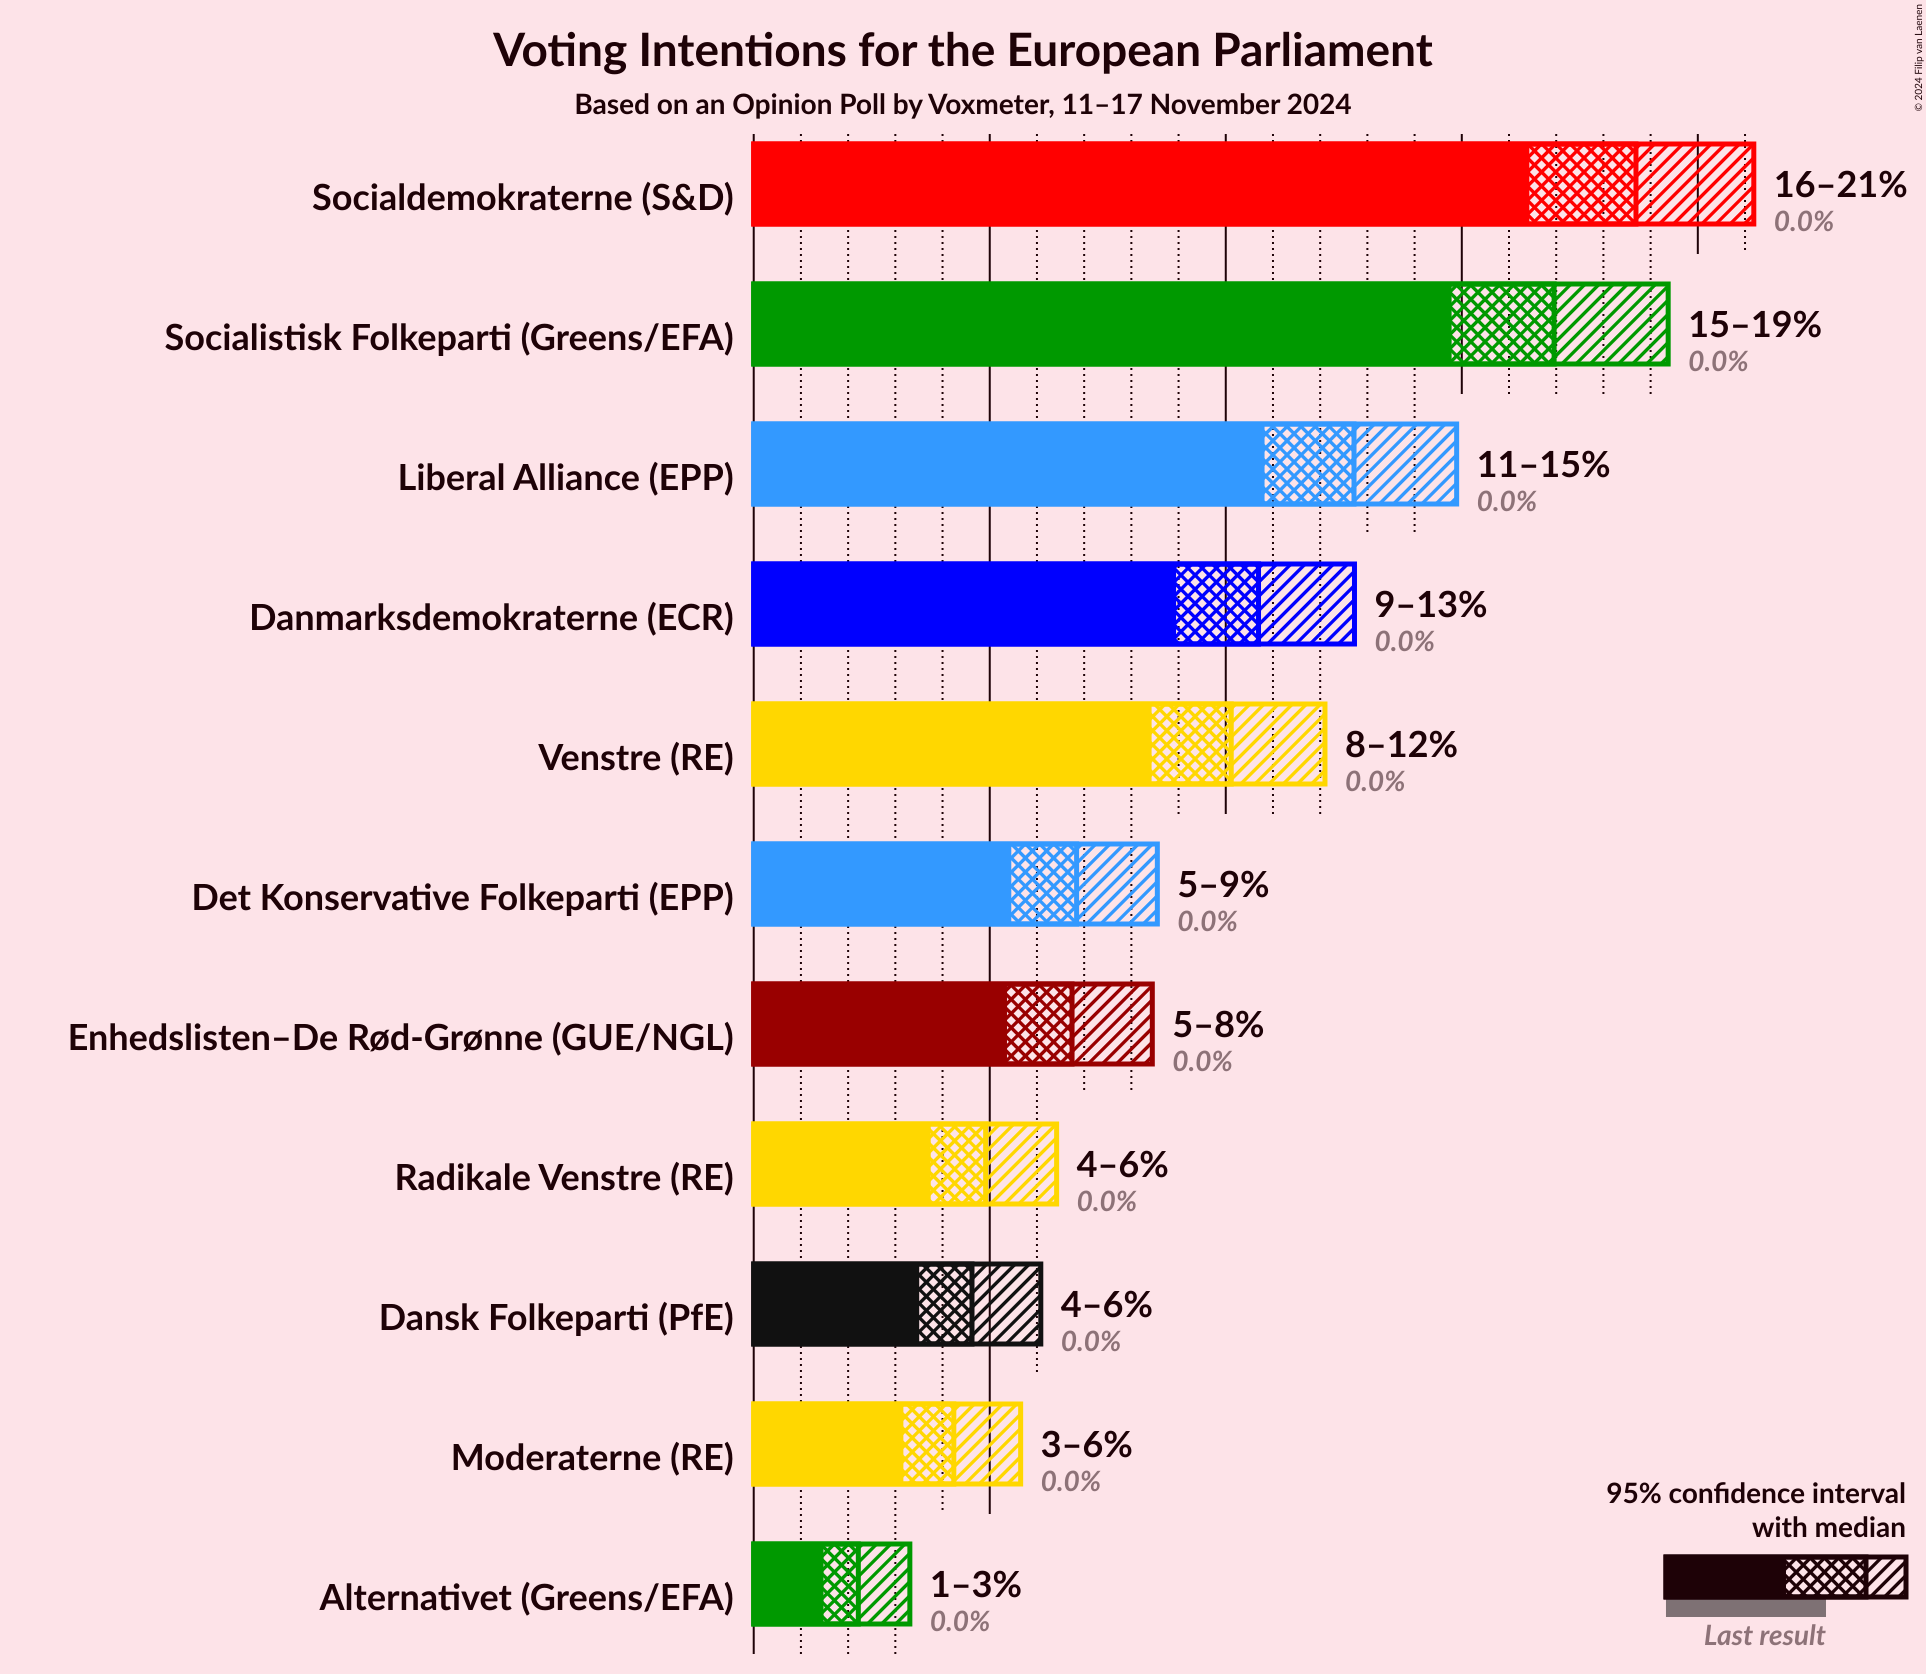 Voting Intentions for the European Parliament
Based on an Opinion Poll by Voxmeter, 11–17 November 2024
© 2024 Filip van Laenen
Socialdemokraterne (S&D)
16–21%
0.0%
Socialistisk Folkeparti (Greens/EFA)
15–19%
0.0%
Liberal Alliance (EPP)
11–15%
0.0%
Danmarksdemokraterne (ECR)
9–13%
0.0%
Venstre (RE)
8–12%
0.0%
Det Konservative Folkeparti (EPP)
5–9%
0.0%
Enhedslisten–De Rød-Grønne (GUE/NGL)
5–8%
0.0%
Radikale Venstre (RE)
4–6%
0.0%
Dansk Folkeparti (PfE)
4–6%
0.0%
Moderaterne (RE)
3–6%
0.0%
Alternativet (Greens/EFA)
1–3%
0.0%
95% confidence interval
with median
Last result